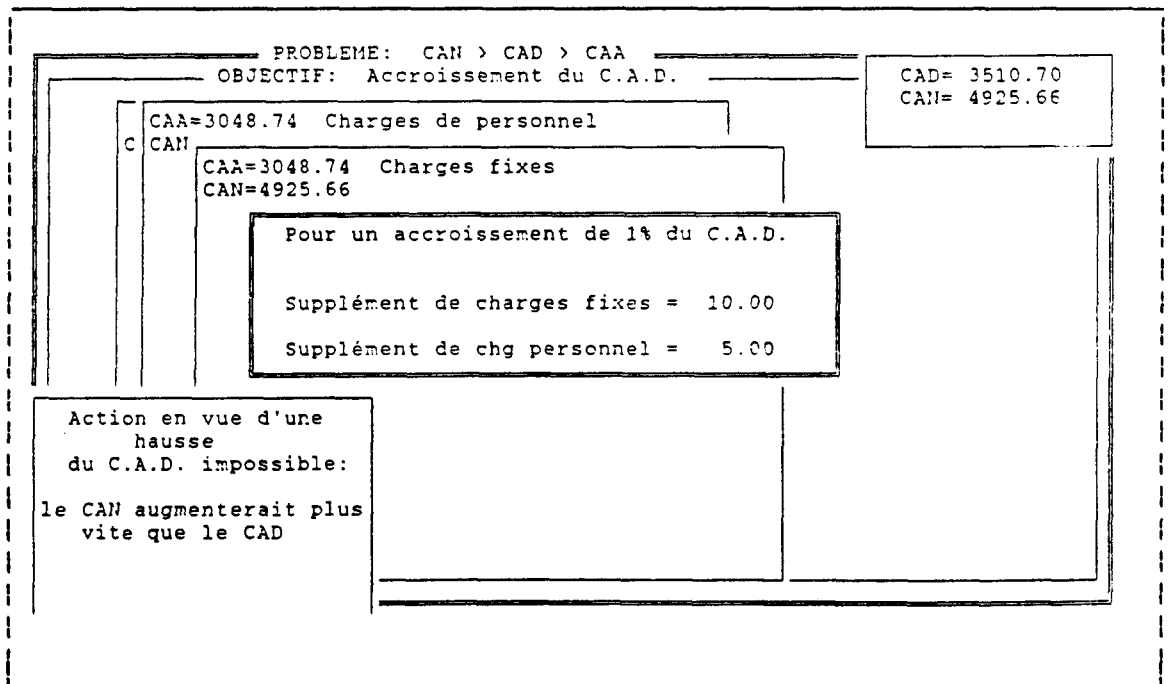 PROBLEME: CAN > CAD > CAA
OBJECTIF: Accroissement du C.A.D.
CAD= 3510.70
CAN= 4925.66
CAA=3048.74 Charges de personnel
C CAN
CAA=3048.74 Charges fixes
CAN=4925.66
Pour un accroissement de 1% du C.A.D.
Supplément de charges fixes = 10.00
Supplément de chg personnel = 5.00
Action en vue d'une
hausse
du C.A.D. impossible:
le CAN augmenterait plus
vite que le CAD